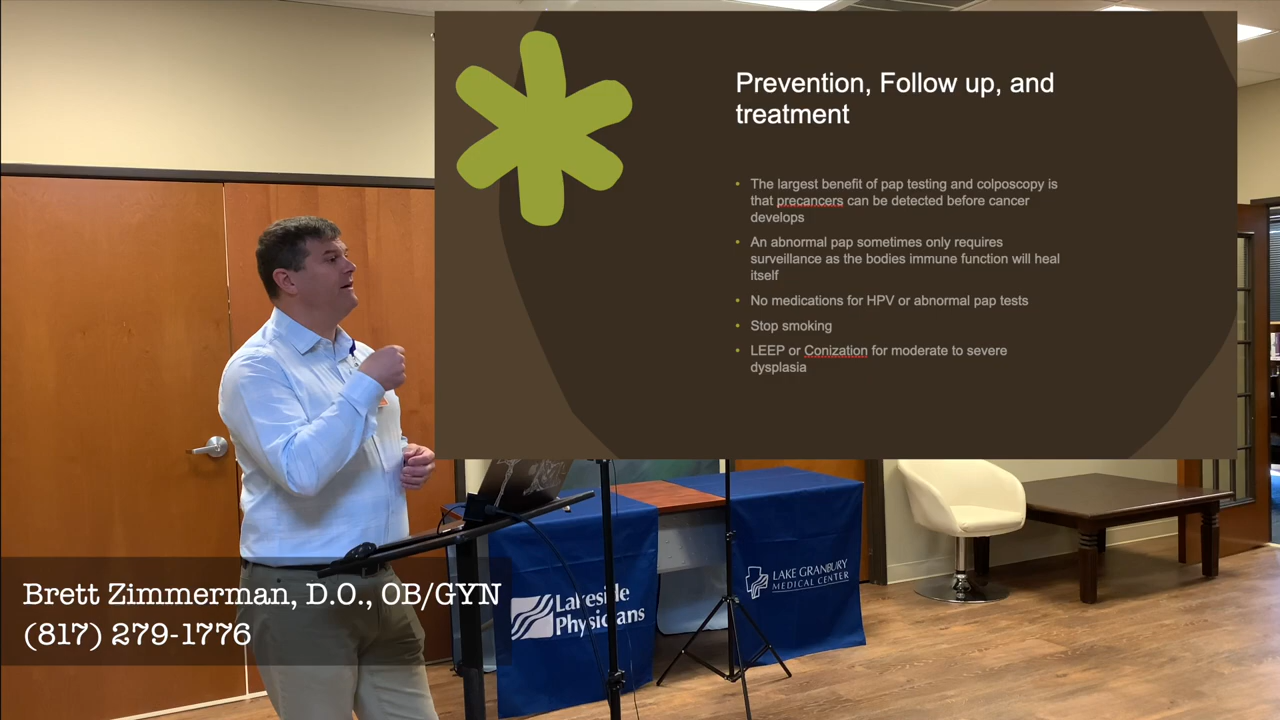 Prevention, Follow up, and
treatment
• The largest benefit of pap testing and colposcopy is
that precancers can be detected before cancer
develops
• An abnormal pap sometimes only requires
surveillance as the bodies immune function will heal
itself
• No medications for HPV or abnormal pap tests
• Stop smoking
• LEEP or Conization for moderate to severe
dysplasia
Brett Zimmerman, D.O., OB/GYN
(817) 279-1776
Lakeside
Physicians
LAKE GRANBURY
MEDICAL CENTER